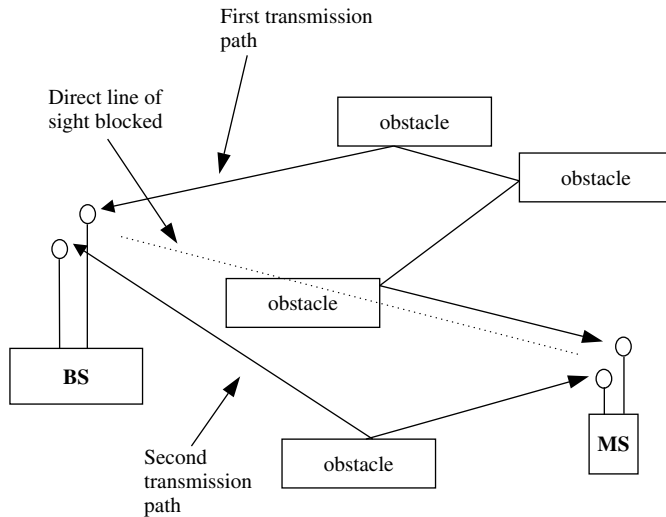 First transmission
path
Direct line of
sight blocked
obstacle
obstacle
obstacle
BS
MS
obstacle
Second
transmission
path